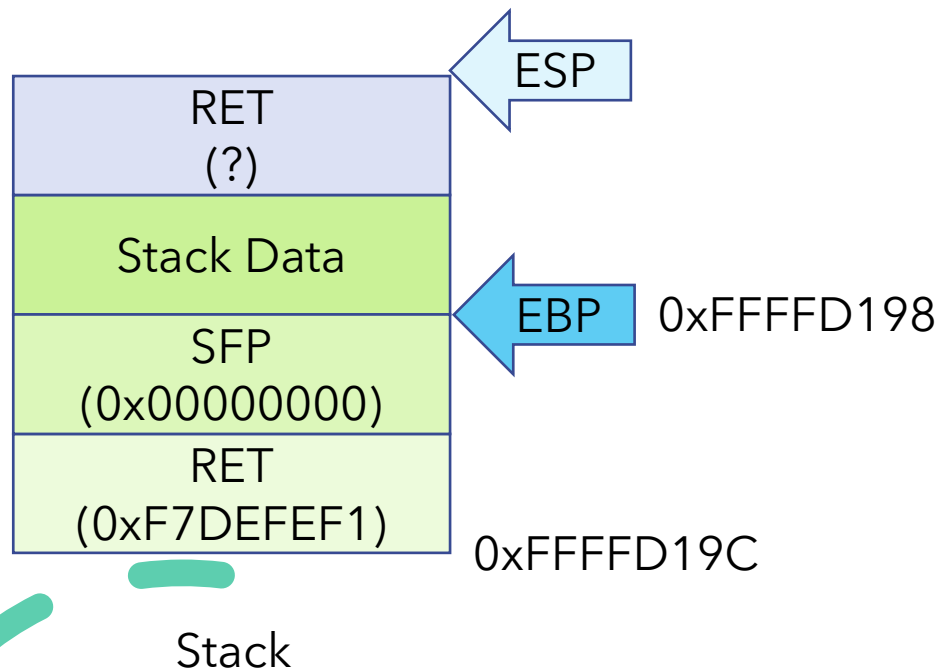 ESP
RET
(?)
Stack Data
EBP
0xFFFFD198
SFP
(0x00000000)
RET
(0xF7DEFEF1)
0xFFFFD19C
Stack